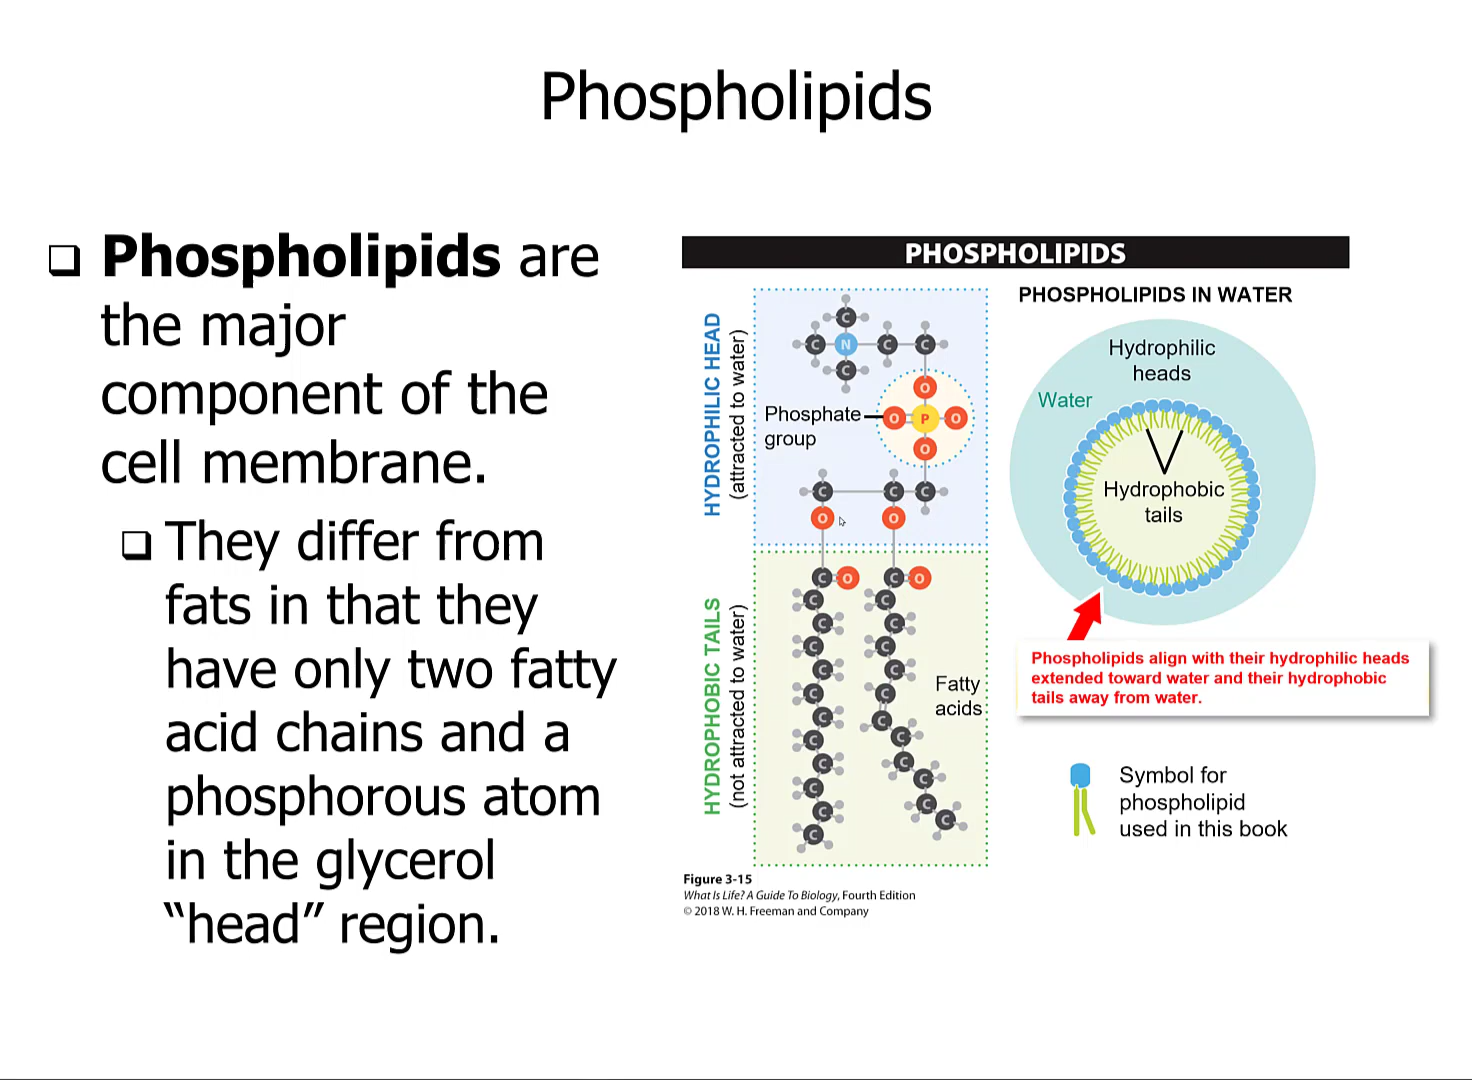 Phospholipids
❑ Phospholipids are
the major
component of the
cell membrane.
❑ They differ from
fats in that they
have only two fatty
acid chains and a
phosphorous atom
in the glycerol
“head” region.
PHOSPHOLIPIDS
HYDROPHILIC HEAD
(attracted to water)
C
C N C C
C
O
Phosphate
group
O P O
O
C C C
O O
HYDROPHOBIC TAILS
(not attracted to water)
C O C O
C C
C C
C C
C C
C C
C C
C C
C C
C C
C C
C C
Fatty
acids
PHOSPHOLIPIDS IN WATER
Hydrophilic
heads
Water
Hydrophobic
tails
Phospholipids align with their hydrophilic heads
extended toward water and their hydrophobic
tails away from water.
Symbol for
phospholipid
used in this book
Figure 3-15
What Is Life? A Guide To Biology, Fourth Edition
© 2018 W. H. Freeman and Company